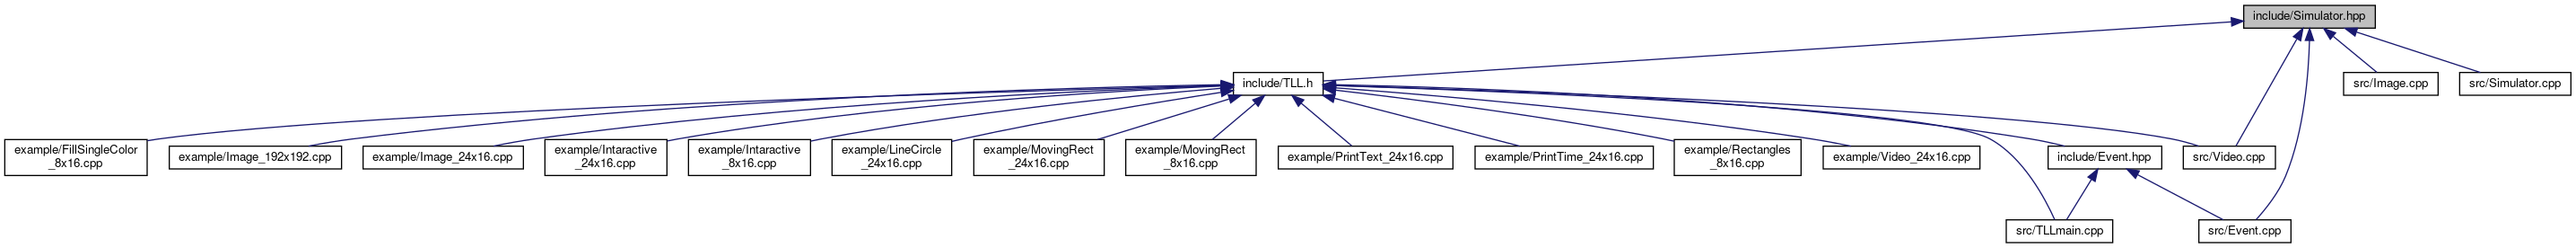 include/Simulator.hpp
include/TLL.h
src/Image.cpp
src/Simulator.cpp
example/FillSingleColor
_8x16.cpp
example/Image_192x192.cpp
example/Image_24x16.cpp
example/Intaractive
_24x16.cpp
example/Intaractive
_8x16.cpp
example/LineCircle
_24x16.cpp
example/MovingRect
_24x16.cpp
example/MovingRect
_8x16.cpp
example/PrintText_24x16.cpp
example/PrintTime_24x16.cpp
example/Rectangles
_8x16.cpp
example/Video_24x16.cpp
include/Event.hpp
src/Video.cpp
src/TLLmain.cpp
src/Event.cpp